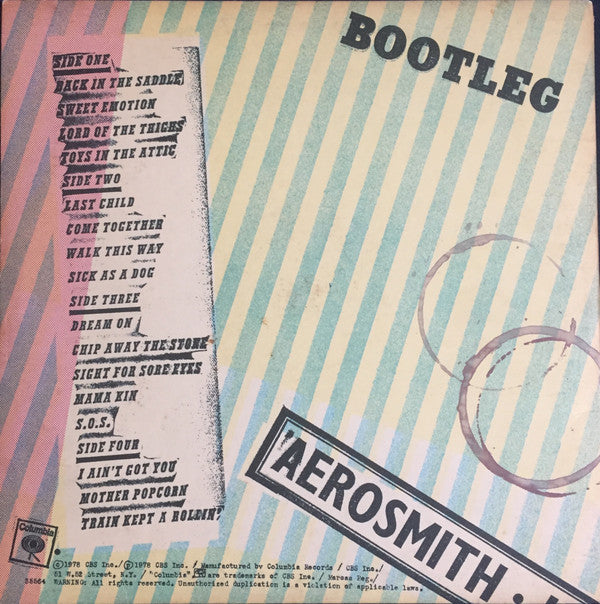 BOOTLEG
SIDE ONE
BACK IN THE SADDLE
SWEET EMOTION
LORD OF THE THIGHS
TOYS IN THE ATTIC
SIDE TWO
LAST CHILD
COME TOGETHER
WALK THIS WAY
SICK AS A DOG
SIDE THREE
DREAM ON
CHIP AWAY THE STONE
SIGHT FOR SORE EYES
MAMA KIN
S.O.S.
SIDE FOUR
I AIN'T GOT YOU
MOTHER POPCORN
TRAIN KEPT A ROLLIN'
'AEROSMITH •
Columbia
©1978 CBS Inc./℗1978 CBS Inc./ Manufactured by Columbia Records / CBS Inc./
51 W.52 Street, N.Y. / "Columbia", are trademarks of CBS Inc. / Marcas Reg./
WARNING: All rights reserved. Unauthorized duplication is a violation of applicable laws.